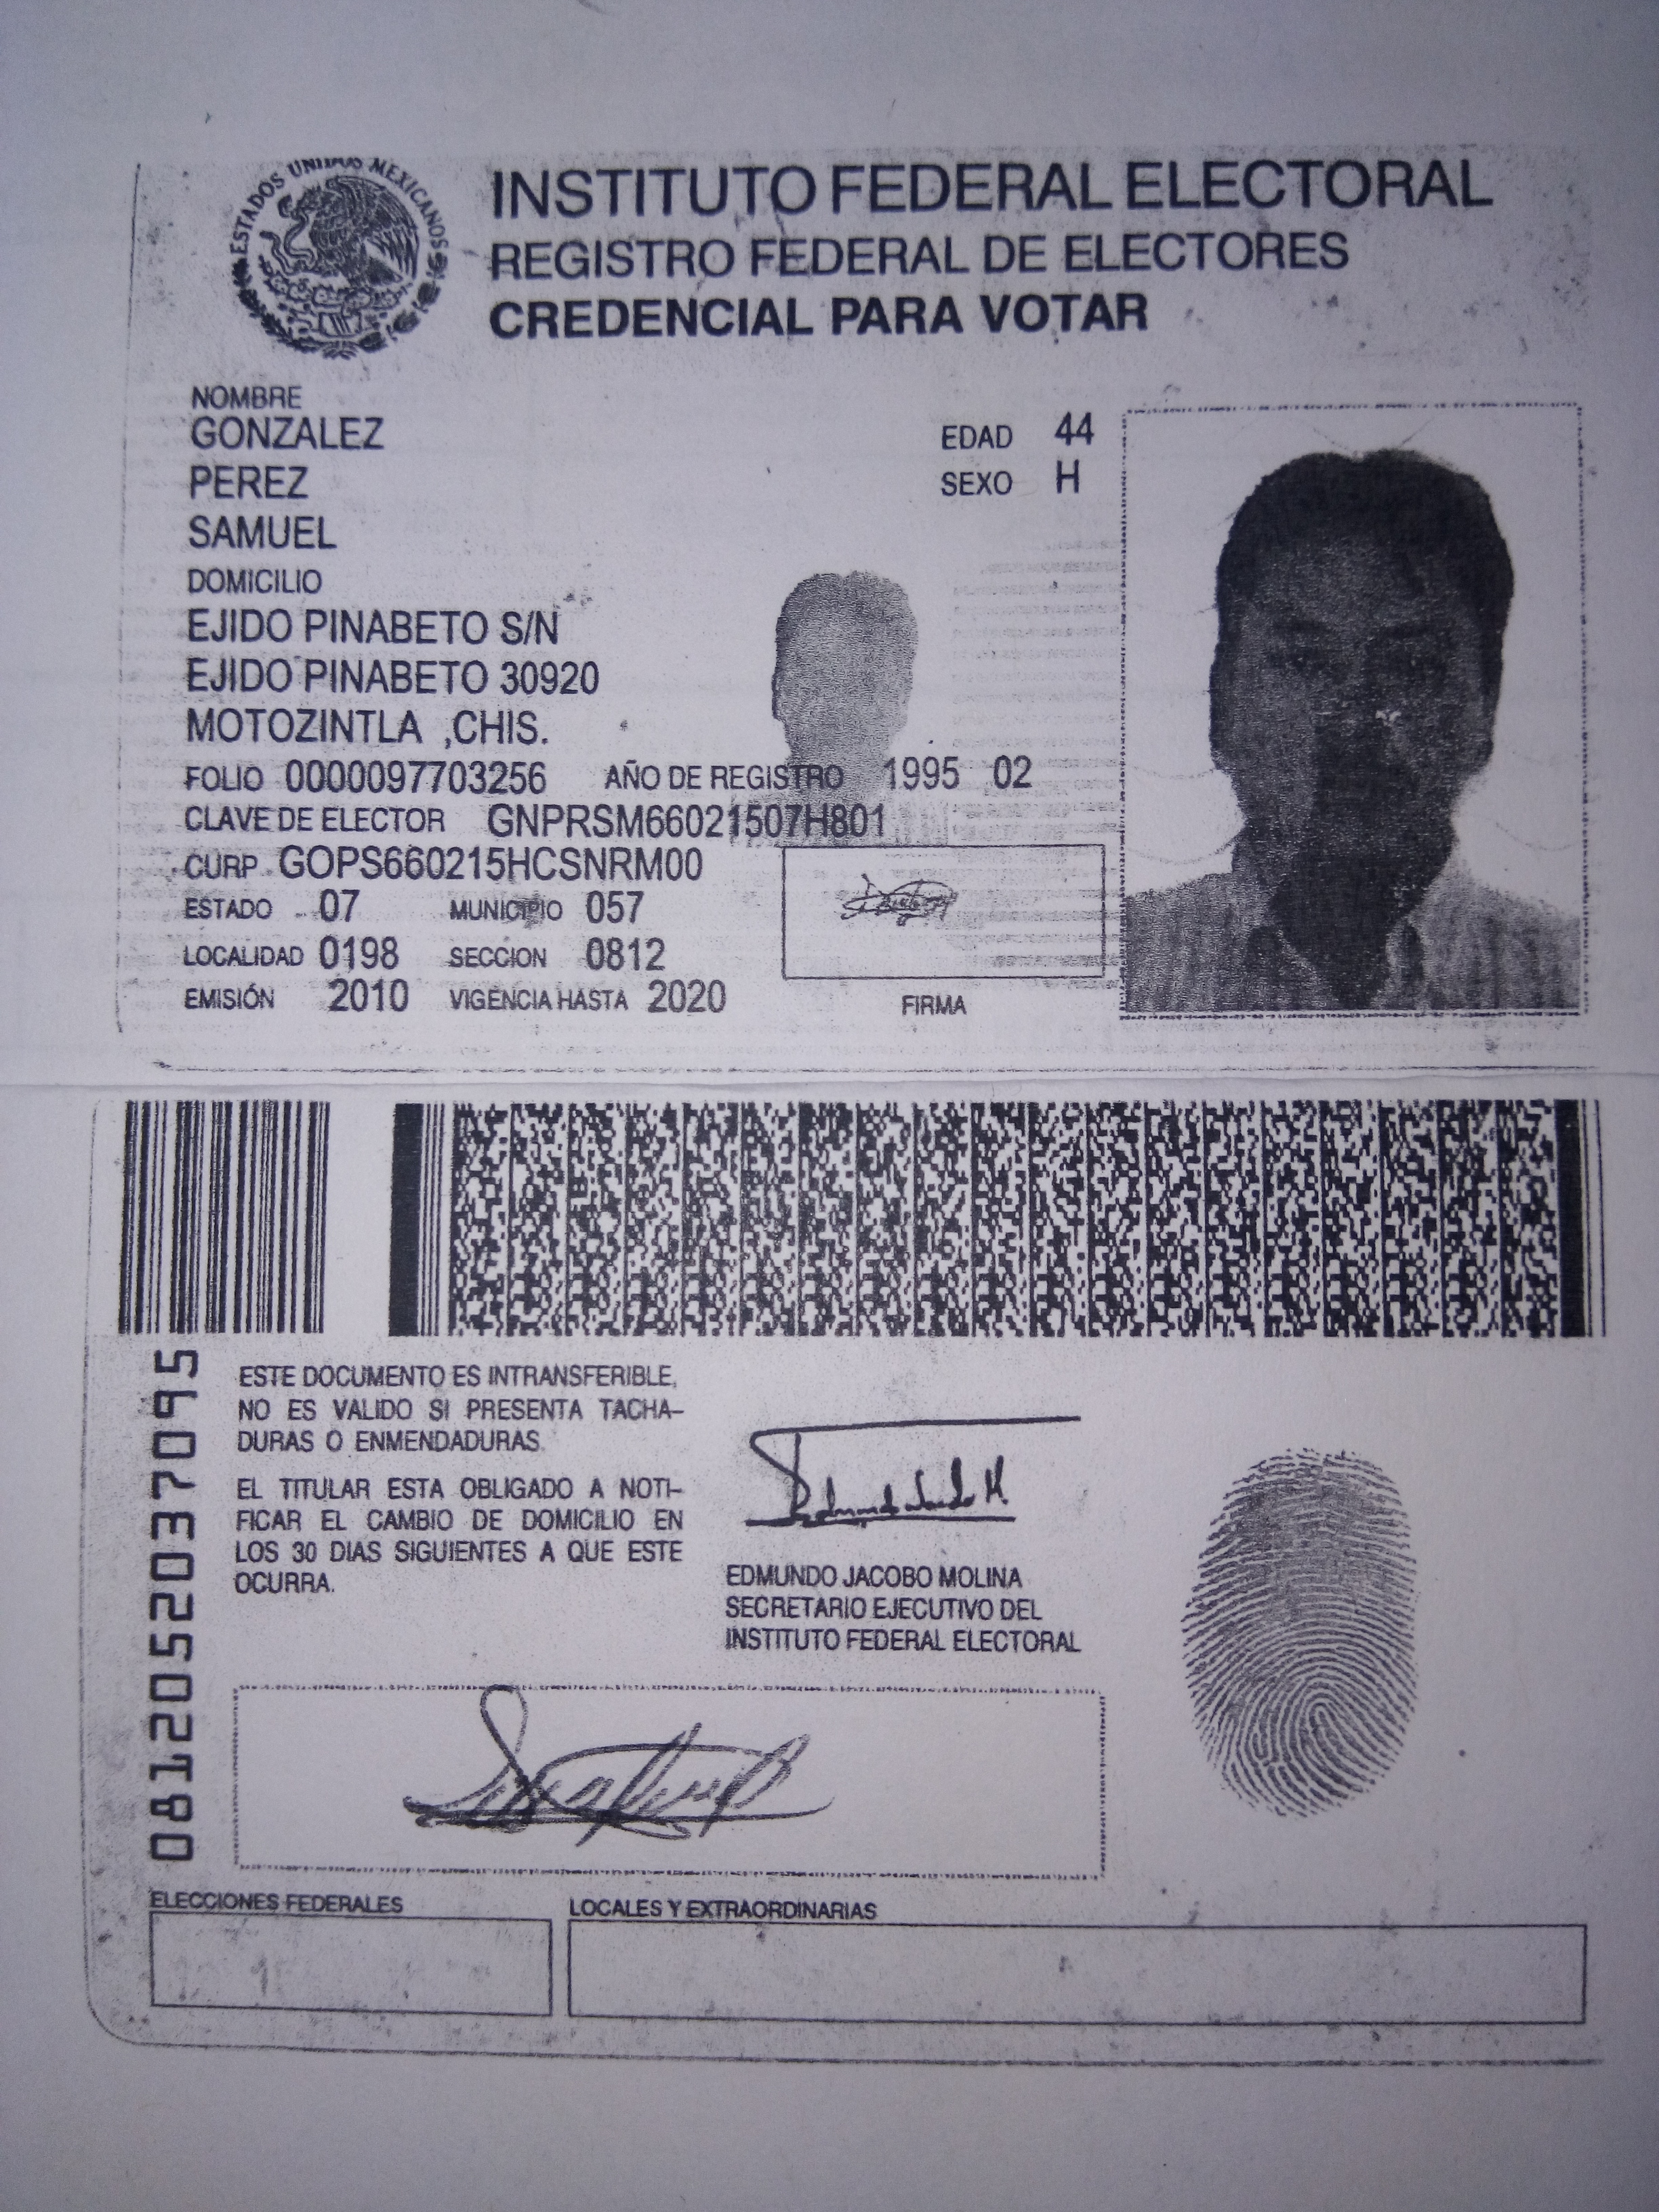 ESTADOS UNIDOS MEXICANOS
INSTITUTO FEDERAL ELECTORAL
REGISTRO FEDERAL DE ELECTORES
CREDENCIAL PARA VOTAR
NOMBRE
GONZALEZ
PEREZ
SAMUEL
EDAD 44
SEXO H
DOMICILIO
EJIDO PINABETO S/N
EJIDO PINABETO 30920
MOTOZINTLA ,CHIS.
FOLIO 0000097703256 AÑO DE REGISTRO 1995 02
CLAVE DE ELECTOR GNPRSM66021507H801
CURP GOPS660215HCSNRM00
ESTADO 07 MUNICIPIO 057
LOCALIDAD 0198 SECCION 0812
EMISIÓN 2010 VIGENCIA HASTA 2020
FIRMA
0812052037095
ESTE DOCUMENTO ES INTRANSFERIBLE,
NO ES VALIDO SI PRESENTA TACHA-
DURAS O ENMENDADURAS.
EL TITULAR ESTA OBLIGADO A NOTI-
FICAR EL CAMBIO DE DOMICILIO EN
LOS 30 DIAS SIGUIENTES A QUE ESTE
OCURRA.
EDMUNDO JACOBO MOLINA
SECRETARIO EJECUTIVO DEL
INSTITUTO FEDERAL ELECTORAL
ELECCIONES FEDERALES
LOCALES Y EXTRAORDINARIAS